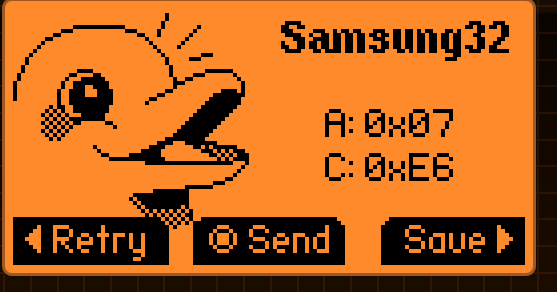 Samsung32
A: 0x07
C: 0xE6
Retry
Send
Save